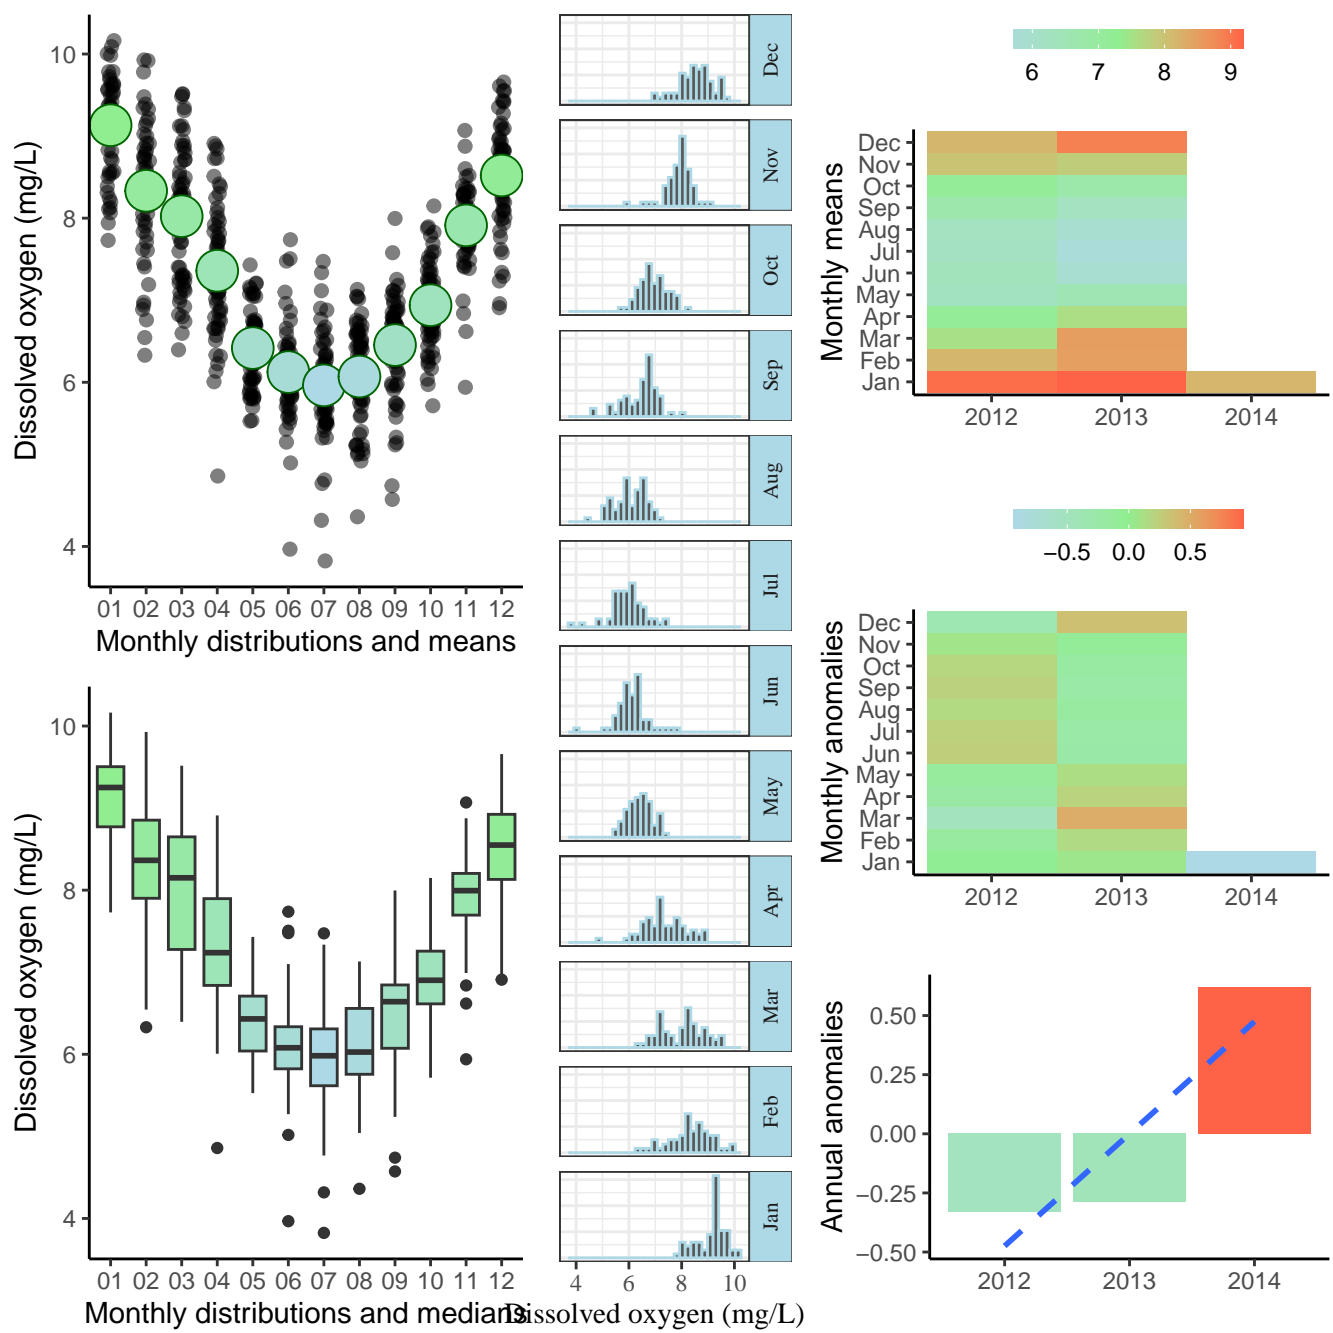 Dissolved oxygen (mg/L)
10
8
6
4
01 02 03 04 05 06 07 08 09 10 11 12
Monthly distributions and means
Dissolved oxygen (mg/L)
10
8
6
4
01 02 03 04 05 06 07 08 09 10 11 12
Monthly distributions and medians
Dec
Nov
Oct
Sep
Aug
Jul
Jun
May
Apr
Mar
Feb
Jan
4 6 8 10
Dissolved oxygen (mg/L)
6 7 8 9
Monthly means
Dec
Nov
Oct
Sep
Aug
Jul
Jun
May
Apr
Mar
Feb
Jan
2012 2013 2014
−0.5 0.0 0.5
Monthly anomalies
Dec
Nov
Oct
Sep
Aug
Jul
Jun
May
Apr
Mar
Feb
Jan
2012 2013 2014
Annual anomalies
0.50
0.25
0.00
−0.25
−0.50
2012 2013 2014